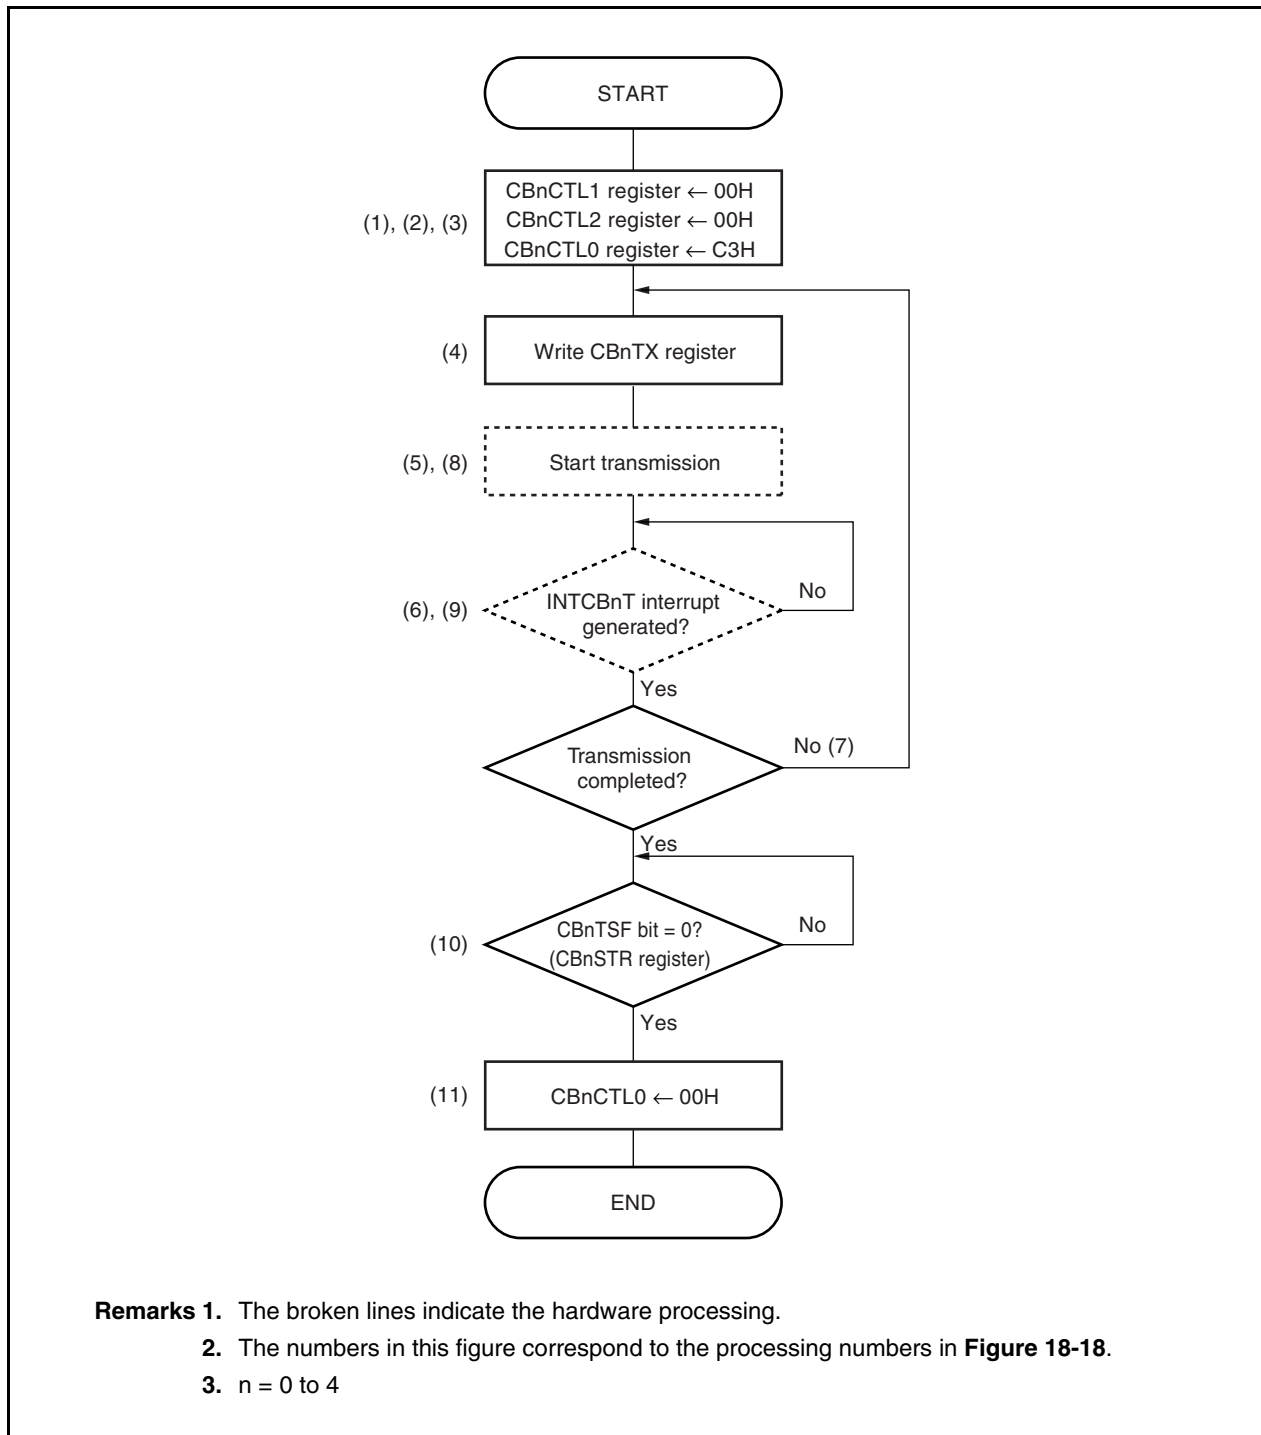 START
CBnCTL1 register ← 00H
CBnCTL2 register ← 00H
CBnCTL0 register ← C3H
(1), (2), (3)
(4)
Write CBnTX register
(5), (8)
Start transmission
(6), (9)
INTCBnT interrupt
generated?
No
Yes
Transmission
completed?
No (7)
Yes
(10)
CBnTSF bit = 0?
(CBnSTR register)
No
Yes
(11)
CBnCTL0 ← 00H
END
Remarks 1. The broken lines indicate the hardware processing.
2. The numbers in this figure correspond to the processing numbers in Figure 18-18.
3. n = 0 to 4